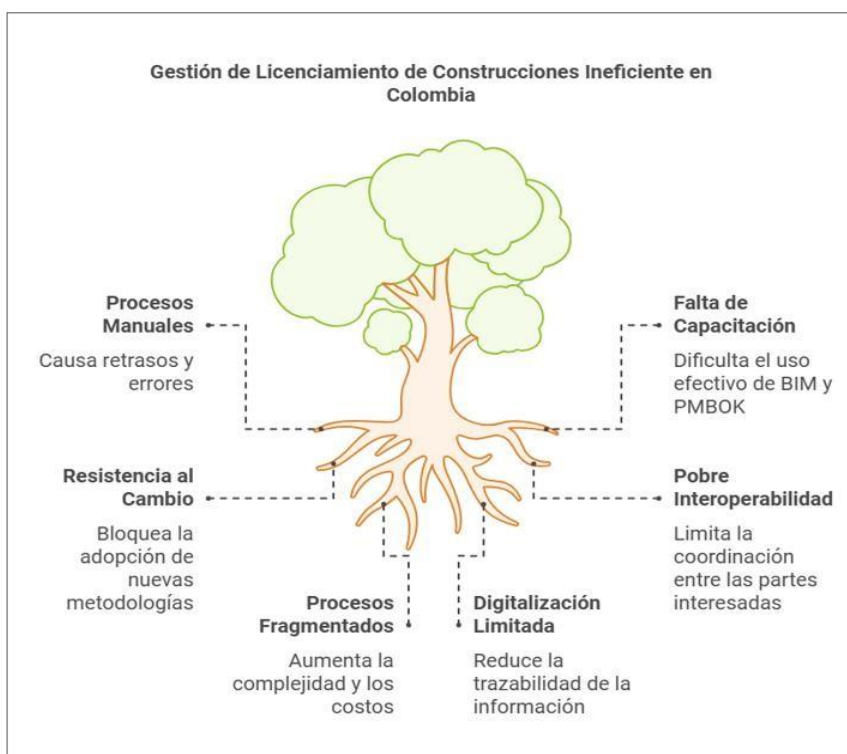 Gestión de Licenciamiento de Construcciones Ineficiente en
Colombia
Procesos
Manuales
Causa retrasos y
errores
Falta de
Capacitación
Dificulta el uso
efectivo de BIM y
PMBOK
Resistencia al
Cambio
Bloquea la
adopción de
nuevas
metodologías
Pobre
Interoperabilidad
Limita la
coordinación
entre las partes
interesadas
Procesos
Fragmentados
Aumenta la
complejidad y los
costos
Digitalización
Limitada
Reduce la
trazabilidad de la
información